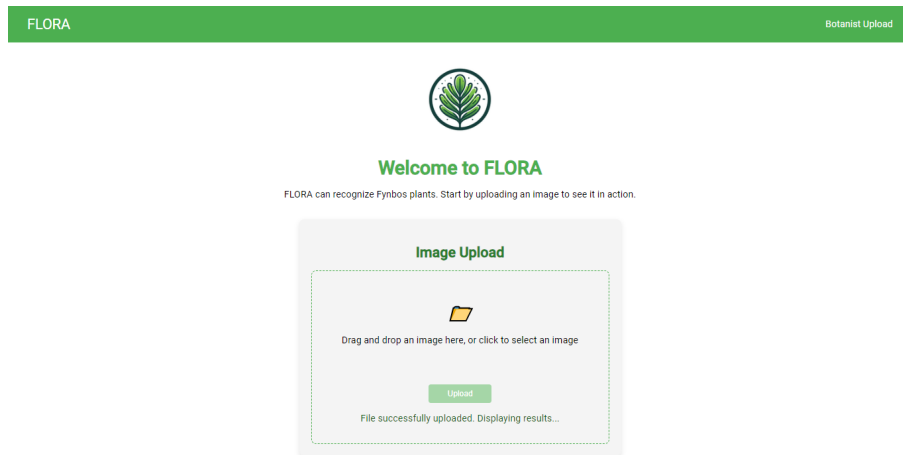 FLORA
Botanist Upload
Welcome to FLORA
FLORA can recognize Fynbos plants. Start by uploading an image to see it in action.
Image Upload
Drag and drop an image here, or click to select an image
Upload
File successfully uploaded. Displaying results...